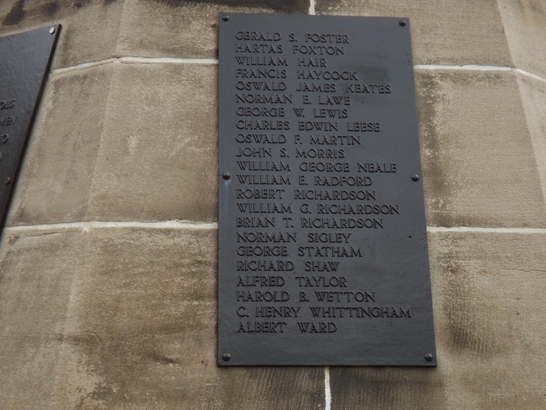 GERALD S. FOSTER
HARTAS FOXTON
WILLIAM HAIR
FRANCIS HAYCOCK
OSWALD JAMES KEATES
NORMAN E. LAWE
GEORGE W. LEWIS
CHARLES EDWIN LEESE
OSWALD F. MARTIN
JOHN S. MORRIS
WILLIAM GEORGE NEALE
WILLIAM E. RADFORD
ROBERT RICHARDSON
WILLIAM G. RICHARDSON
BRIAN T. RICHARDSON
NORMAN SIGLEY
GEORGE STATHAM
RICHARD SHAW
ALFRED TAYLOR
HAROLD B. WETTON
C. HENRY WHITTINGHAM
ALBERT WARD